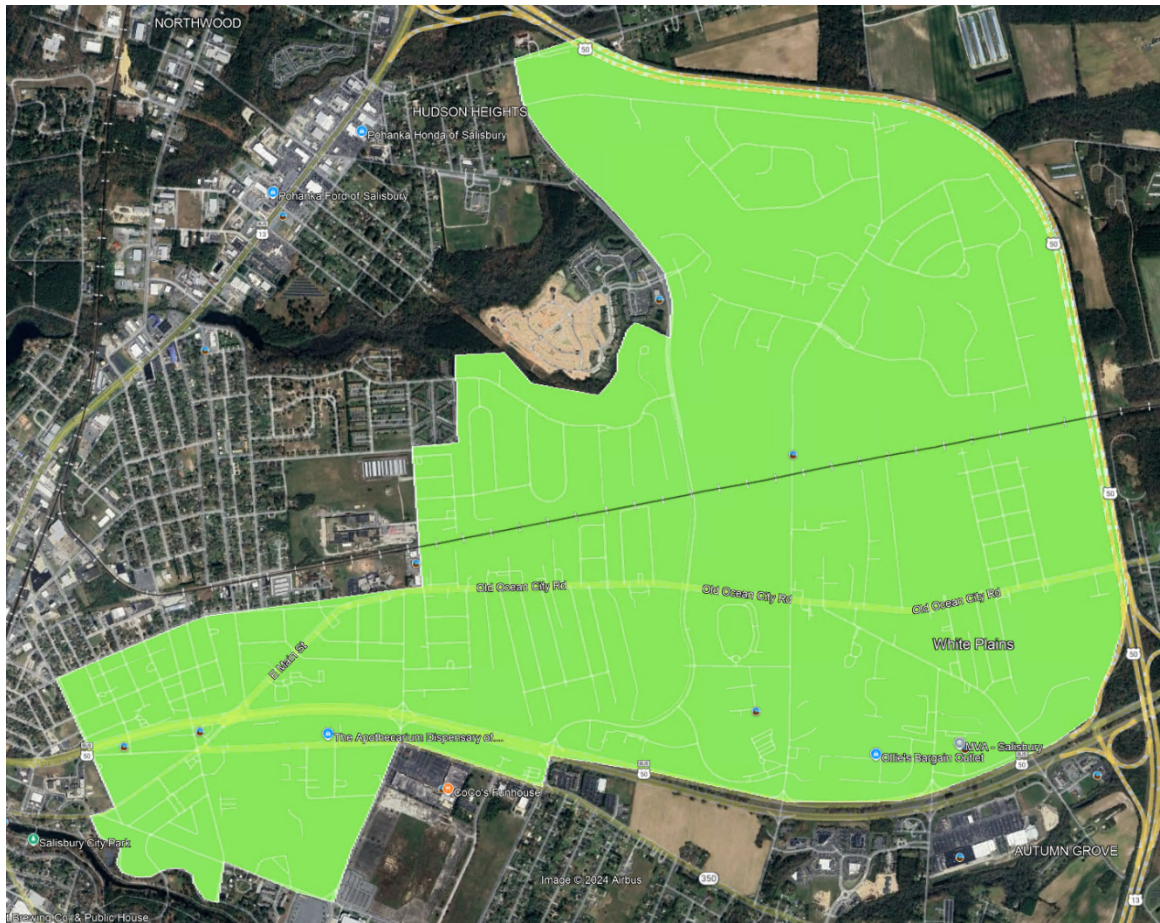 NORTHWOOD
50
HUDSON HEIGHTS
Pohanka Honda of Salisbury
Pohanka Ford of Salisbury
13
50
50
Old Ocean City Rd
Old Ocean City Rd
Old Ocean City Rd
White Plains
50
E Main St
The Apothecarium Dispensary of....
MVA - Salisbury
Ollie's Bargain Outlet
50
50
50
CoCo's Funhouse
Salisbury City Park
AUTUMN GROVE
350
Image © 2024 Airbus
13
Brewing Co & Public House